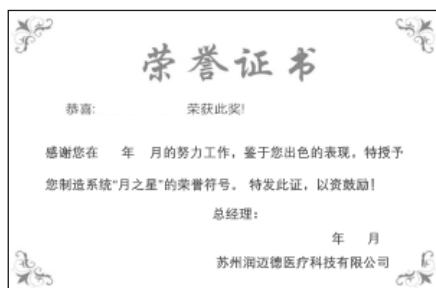 荣誉证书
恭喜: 荣获此奖!
感谢您在 年 月的努力工作，鉴于您出色的表现，特授予
您制造系统“月之星”的荣誉符号。 特发此证，以资鼓励！
总经理：
年 月
苏州润迈德医疗科技有限公司